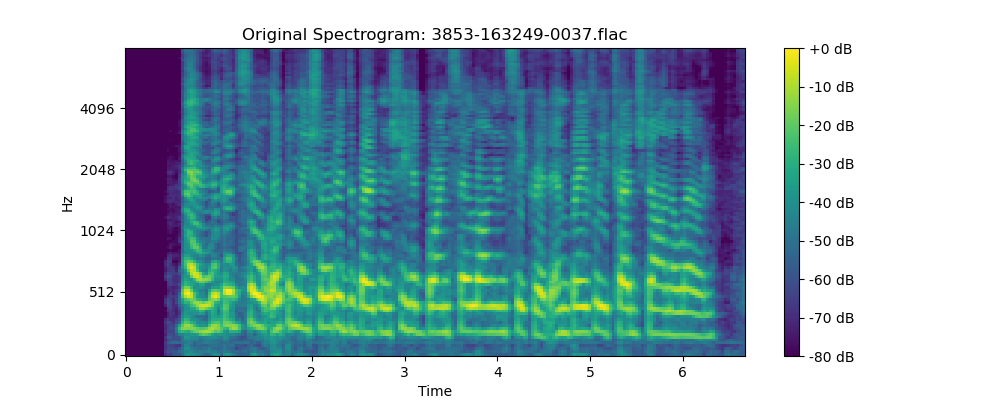 Original Spectrogram: 3853-163249-0037.flac
Hz
4096
2048
1024
512
0
0 1 2 3 4 5 6
Time
+0 dB
-10 dB
-20 dB
-30 dB
-40 dB
-50 dB
-60 dB
-70 dB
-80 dB